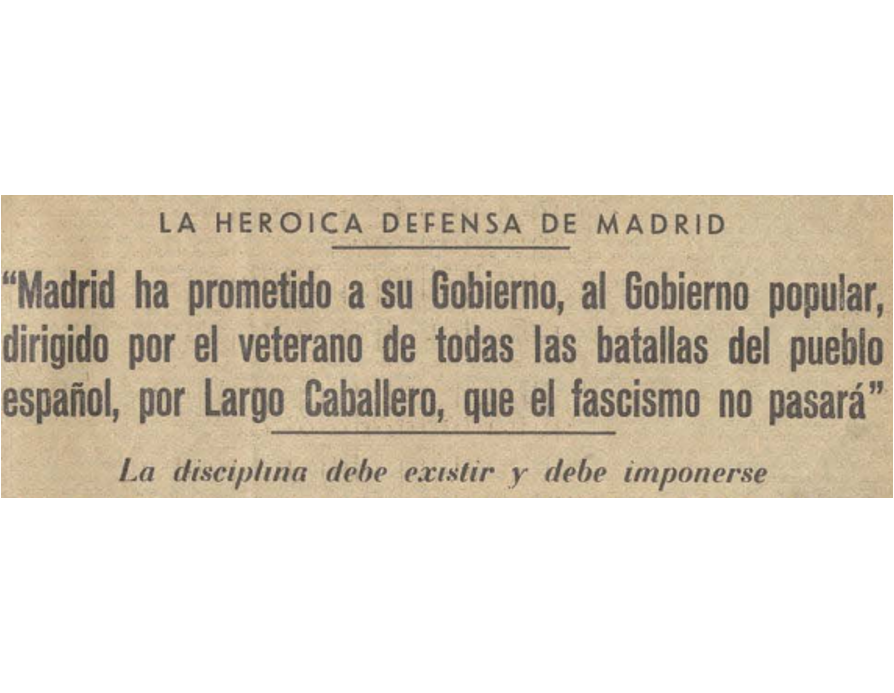 LA HEROICA DEFENSA DE MADRID
“Madrid ha prometido a su Gobierno, al Gobierno popular,
dirigido por el veterano de todas las batallas del pueblo
español, por Largo Caballero, que el fascismo no pasará”
La disciplina debe existir y debe imponerse